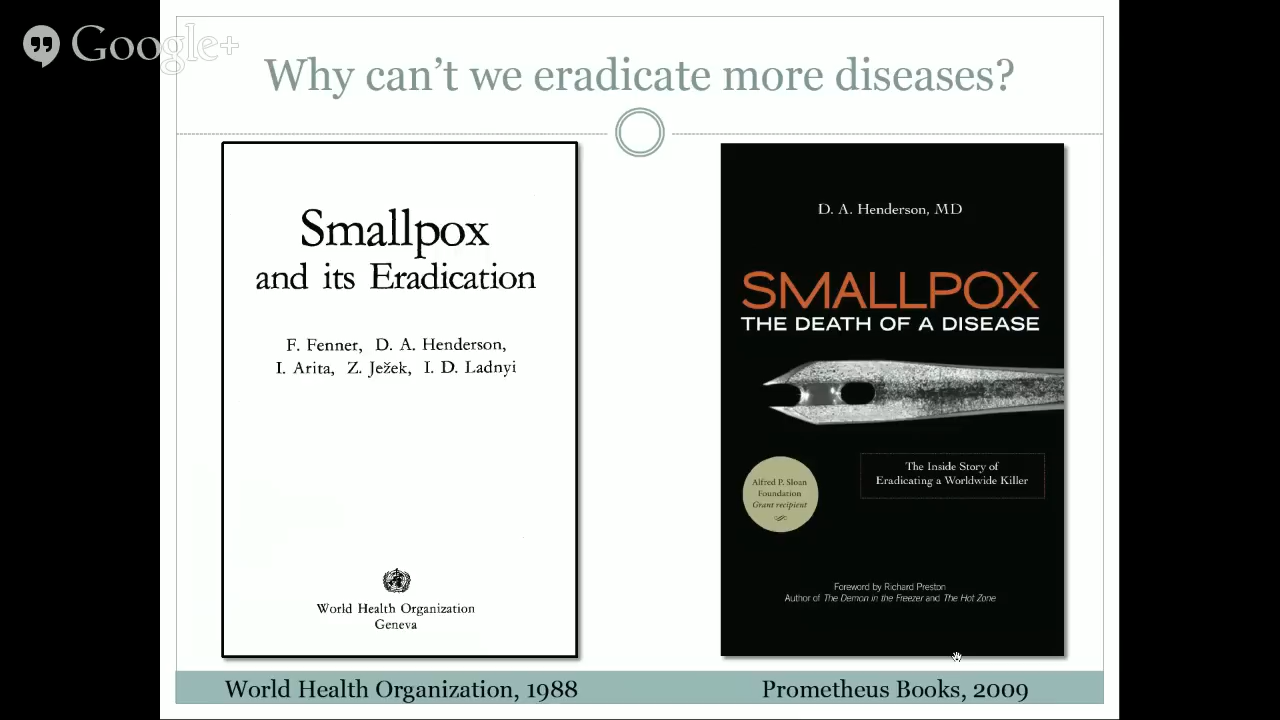 Google+
Why can't we eradicate more diseases?
Smallpox
and its Eradication
F. Fenner, D. A. Henderson,
I. Arita, Z. Ježek, I. D. Ladnyi
World Health Organization
Geneva
World Health Organization, 1988
D. A. Henderson, MD
SMALLPOX
THE DEATH OF A DISEASE
The Inside Story of
Eradicating a Worldwide Killer
Alfred P. Sloan
Foundation
Grant recipient
Foreword by Richard Preston
Author of The Demon in the Freezer and The Hot Zone
Prometheus Books, 2009